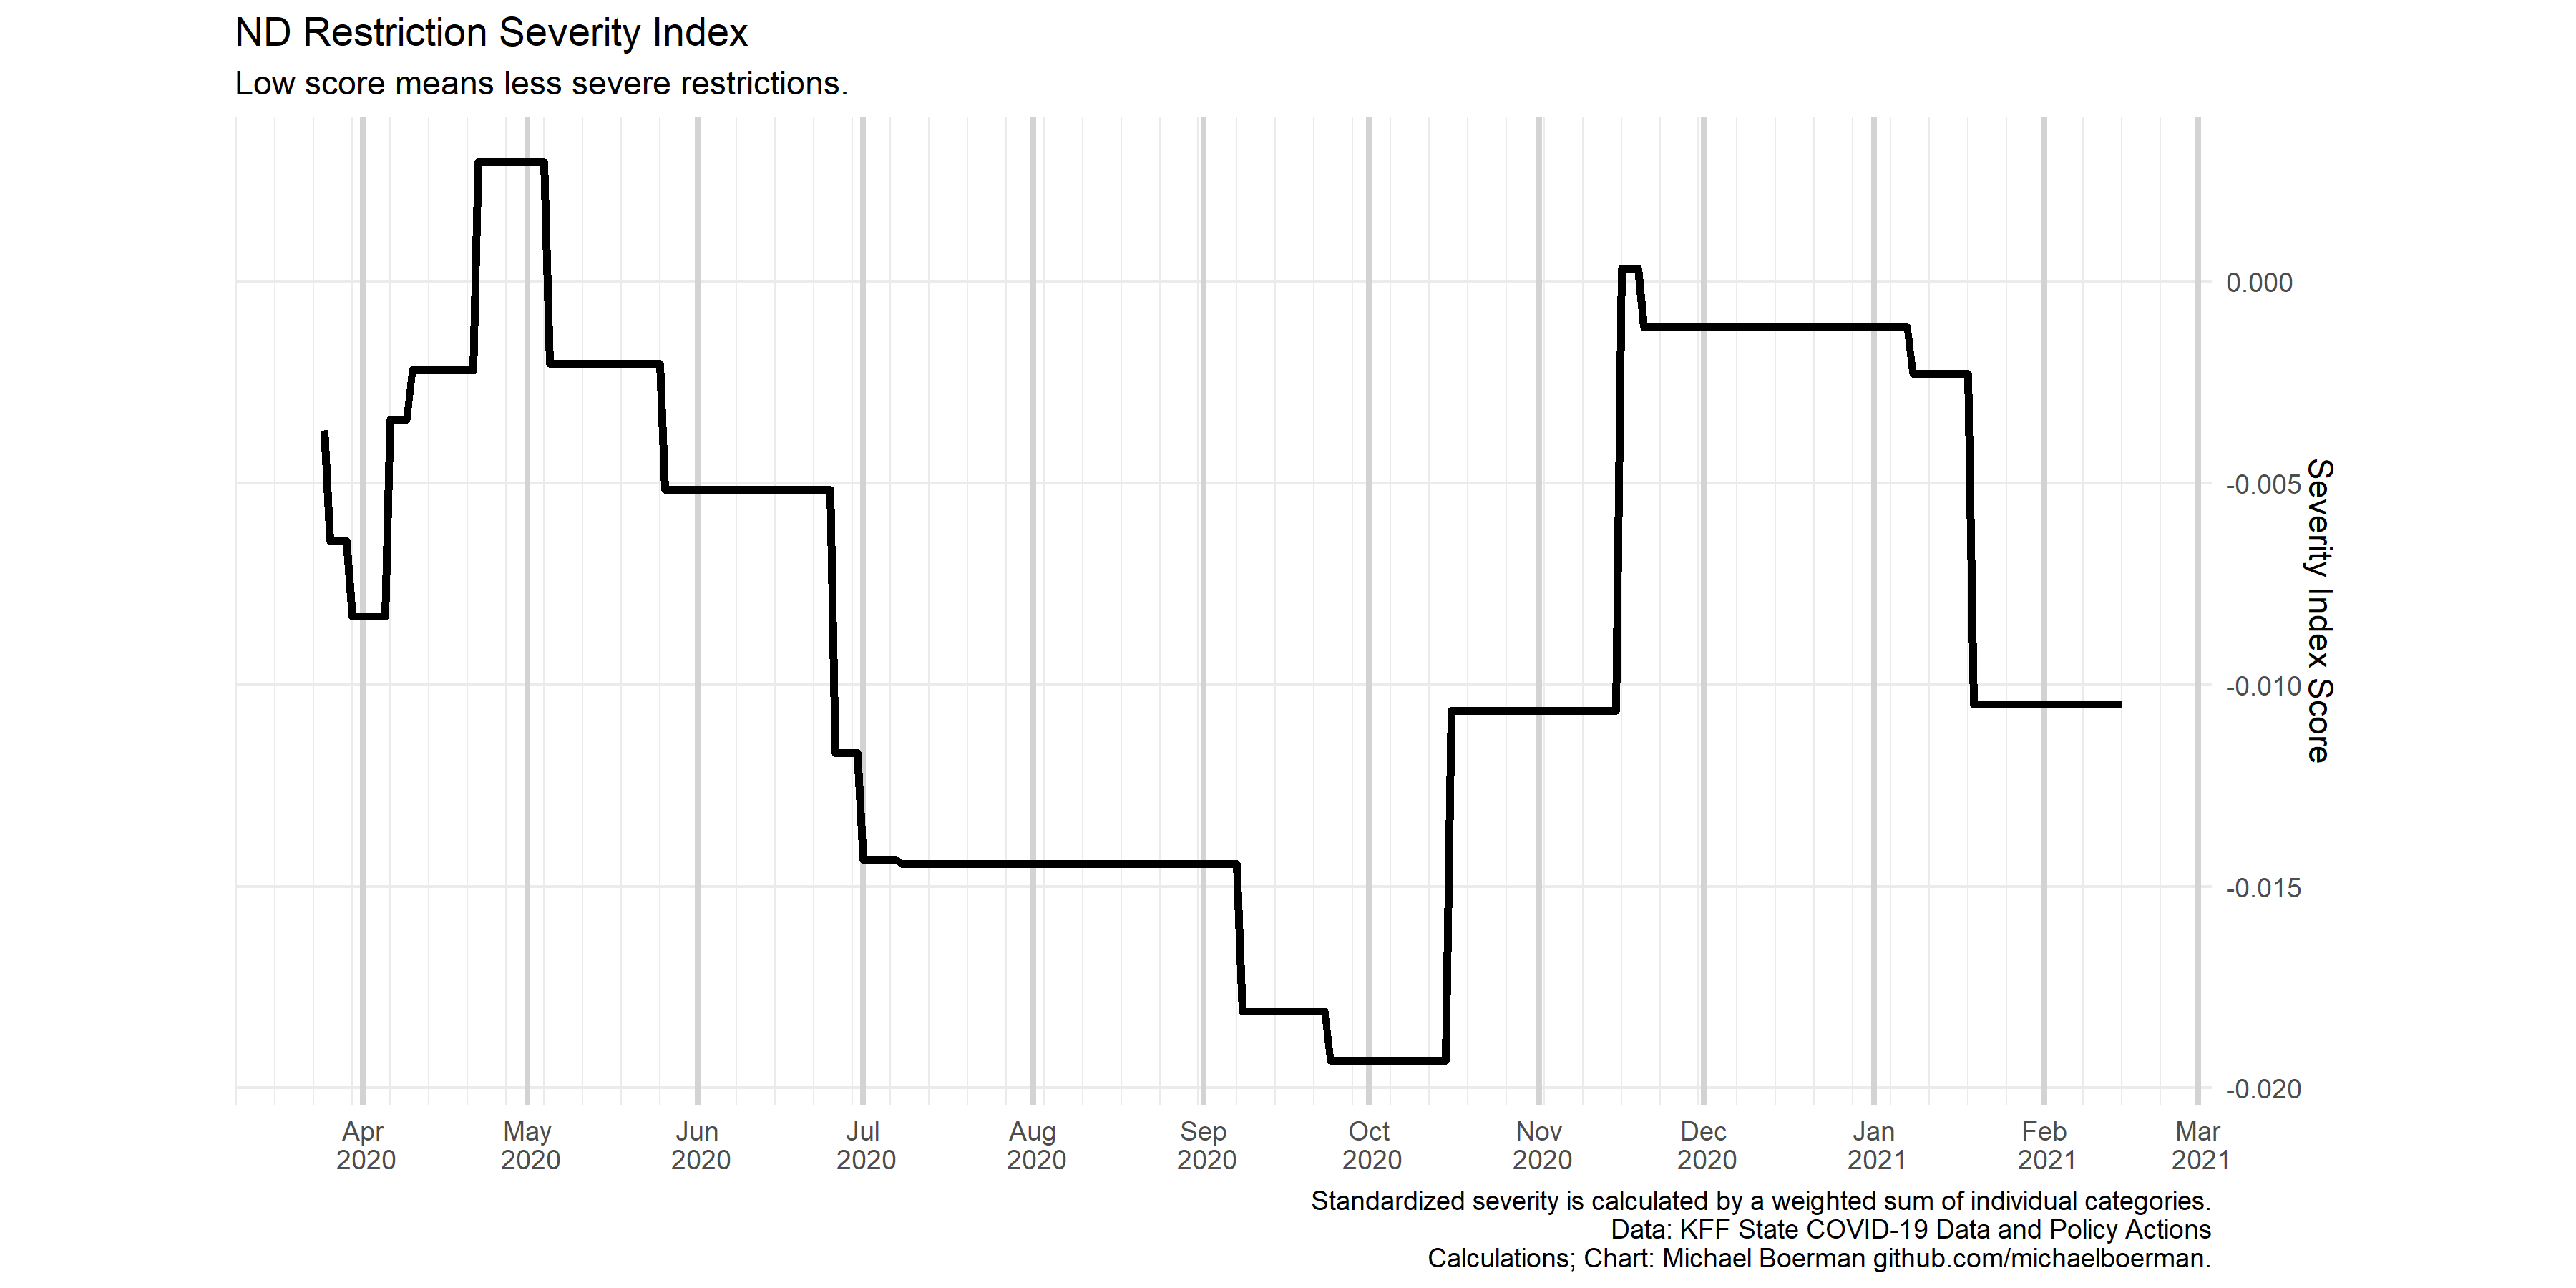 ND Restriction Severity Index
Low score means less severe restrictions.
0.000
-0.005
-0.010
-0.015
-0.020
Severity Index Score
Apr 2020
May 2020
Jun 2020
Jul 2020
Aug 2020
Sep 2020
Oct 2020
Nov 2020
Dec 2020
Jan 2021
Feb 2021
Mar 2021
Standardized severity is calculated by a weighted sum of individual categories.
Data: KFF State COVID-19 Data and Policy Actions
Calculations; Chart: Michael Boerman github.com/michaelboerman.